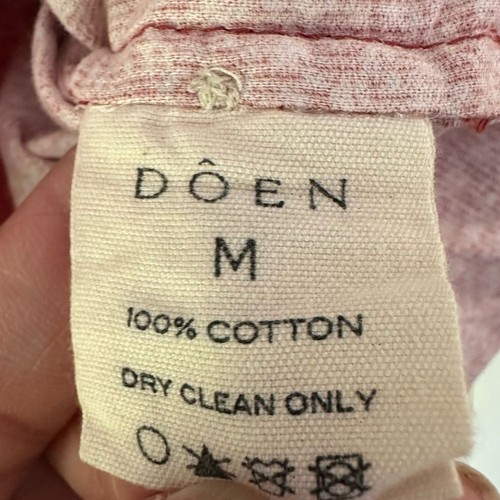 DÔEN
M
100% COTTON
DRY CLEAN ONLY